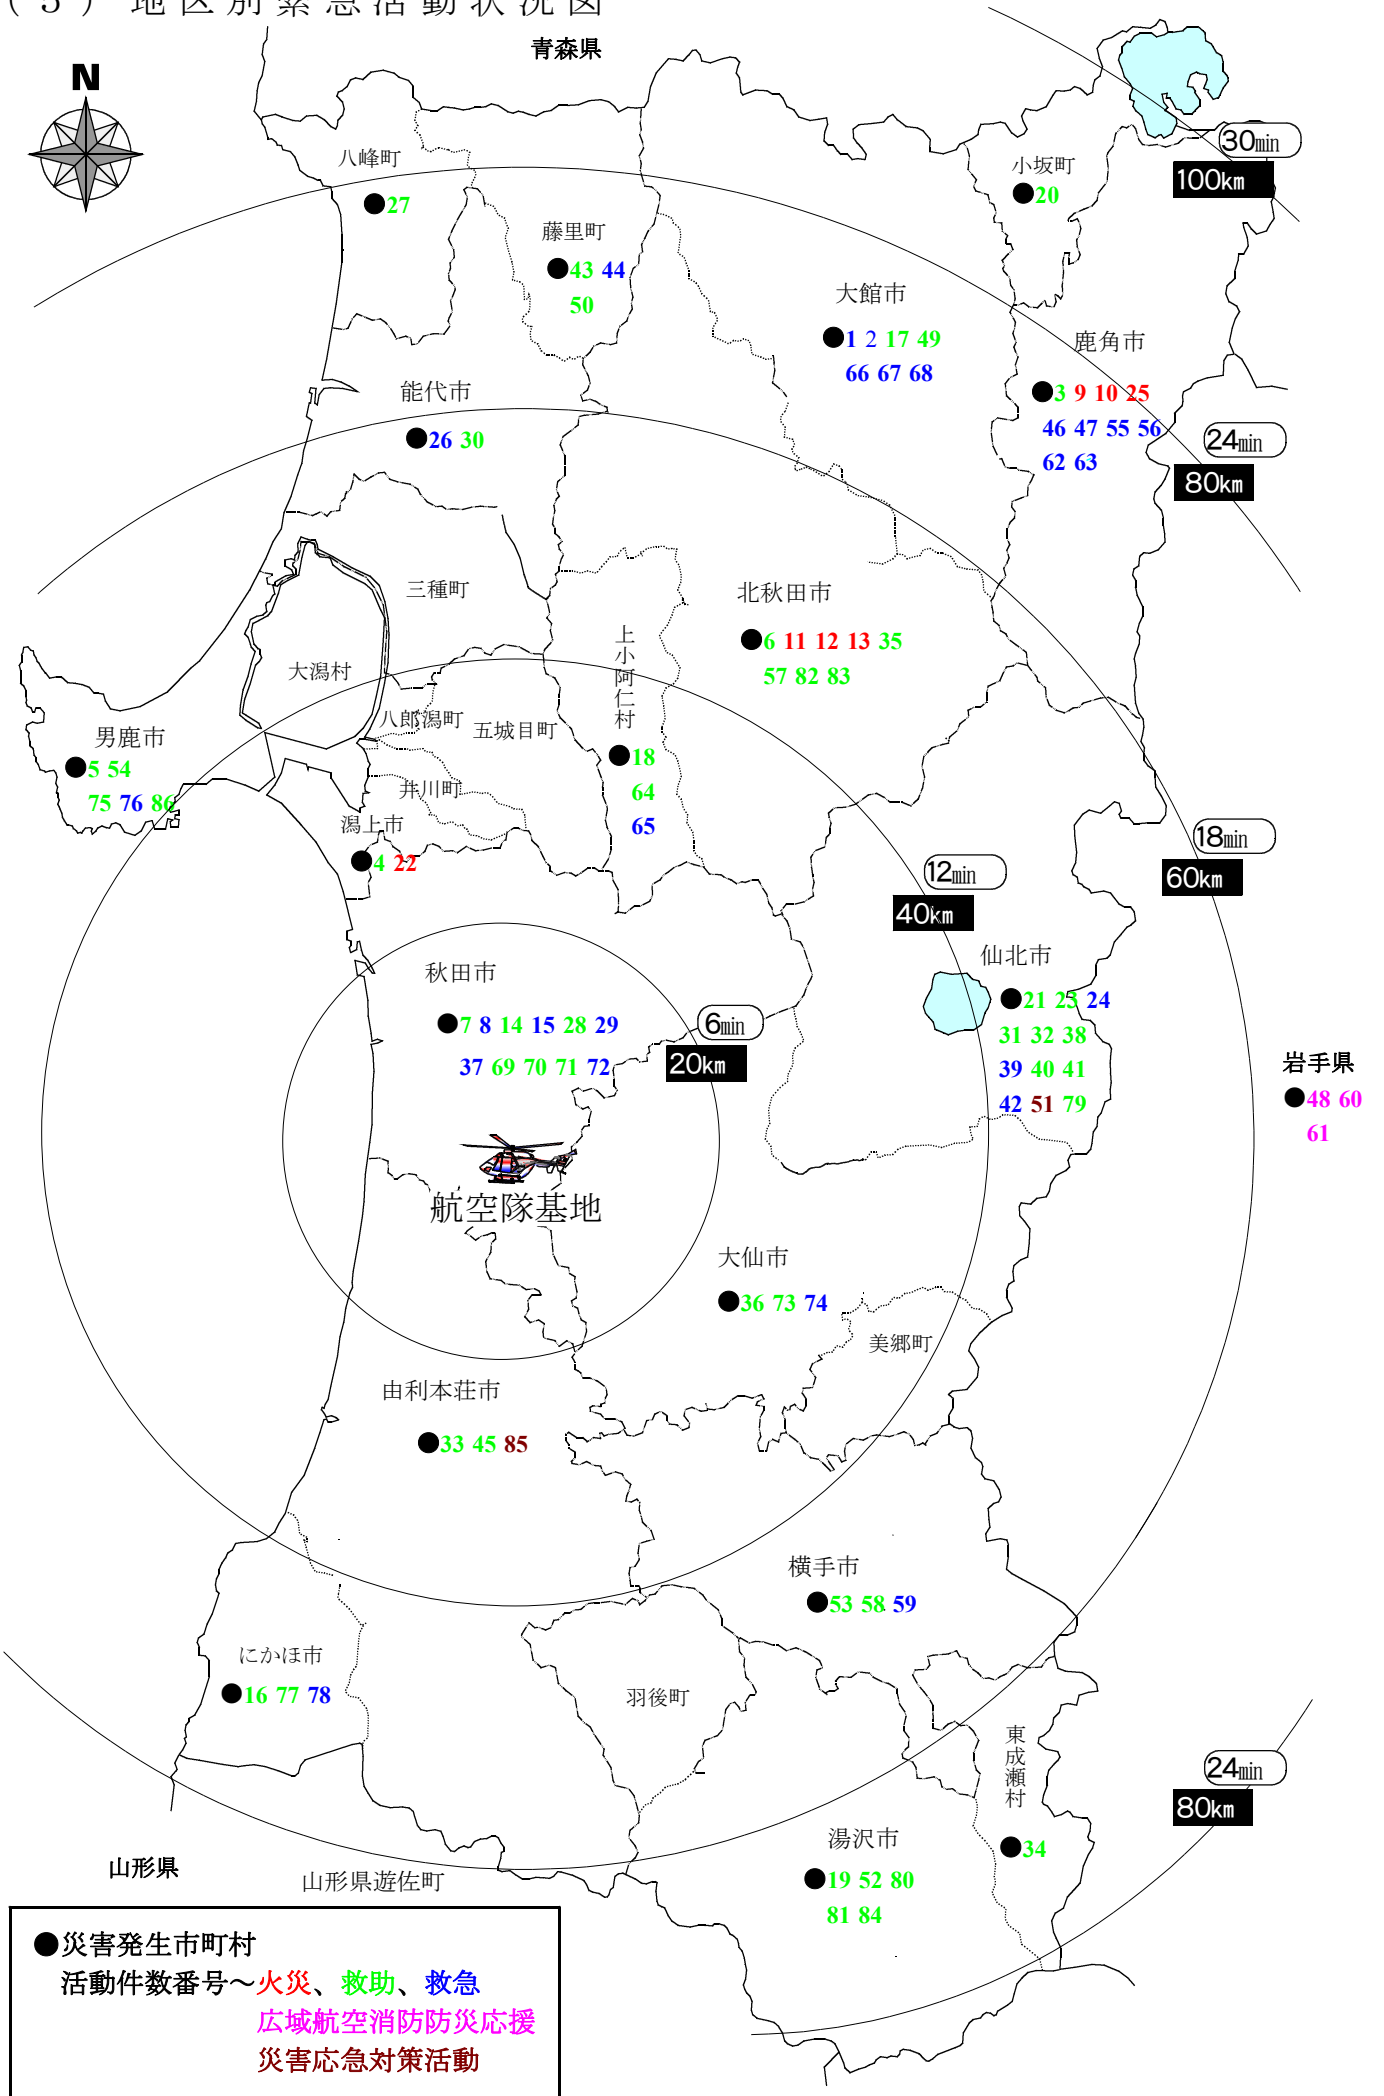 (5)地区別緊急活動状況図
青森県
N
30min
100km
八峰町
27
小坂町
20
藤里町
43 44
50
大館市
1 2 17 49
66 67 68
鹿角市
3 9 10 25
46 47 55 56
62 63
24min
80km
能代市
26 30
三種町
北秋田市
6 11 12 13 35
57 82 83
上小阿仁村
18
64
65
大潟村
八郎潟町
五城目町
男鹿市
5 54
75 76 86
井川町
潟上市
4 22
18min
60km
12min
40km
仙北市
21 23 24
31 32 38
39 40 41
42 51 79
秋田市
7 8 14 15 28 29
37 69 70 71 72
6min
20km
岩手県
48 60
61
航空隊基地
大仙市
36 73 74
美郷町
由利本荘市
33 45 85
横手市
53 58 59
にかほ市
16 77 78
羽後町
東成瀬村
34
24min
80km
湯沢市
19 52 80
81 84
山形県
山形県遊佐町
●災害発生市町村
活動件数番号~火災、救助、救急
広域航空消防防災応援
災害応急対策活動